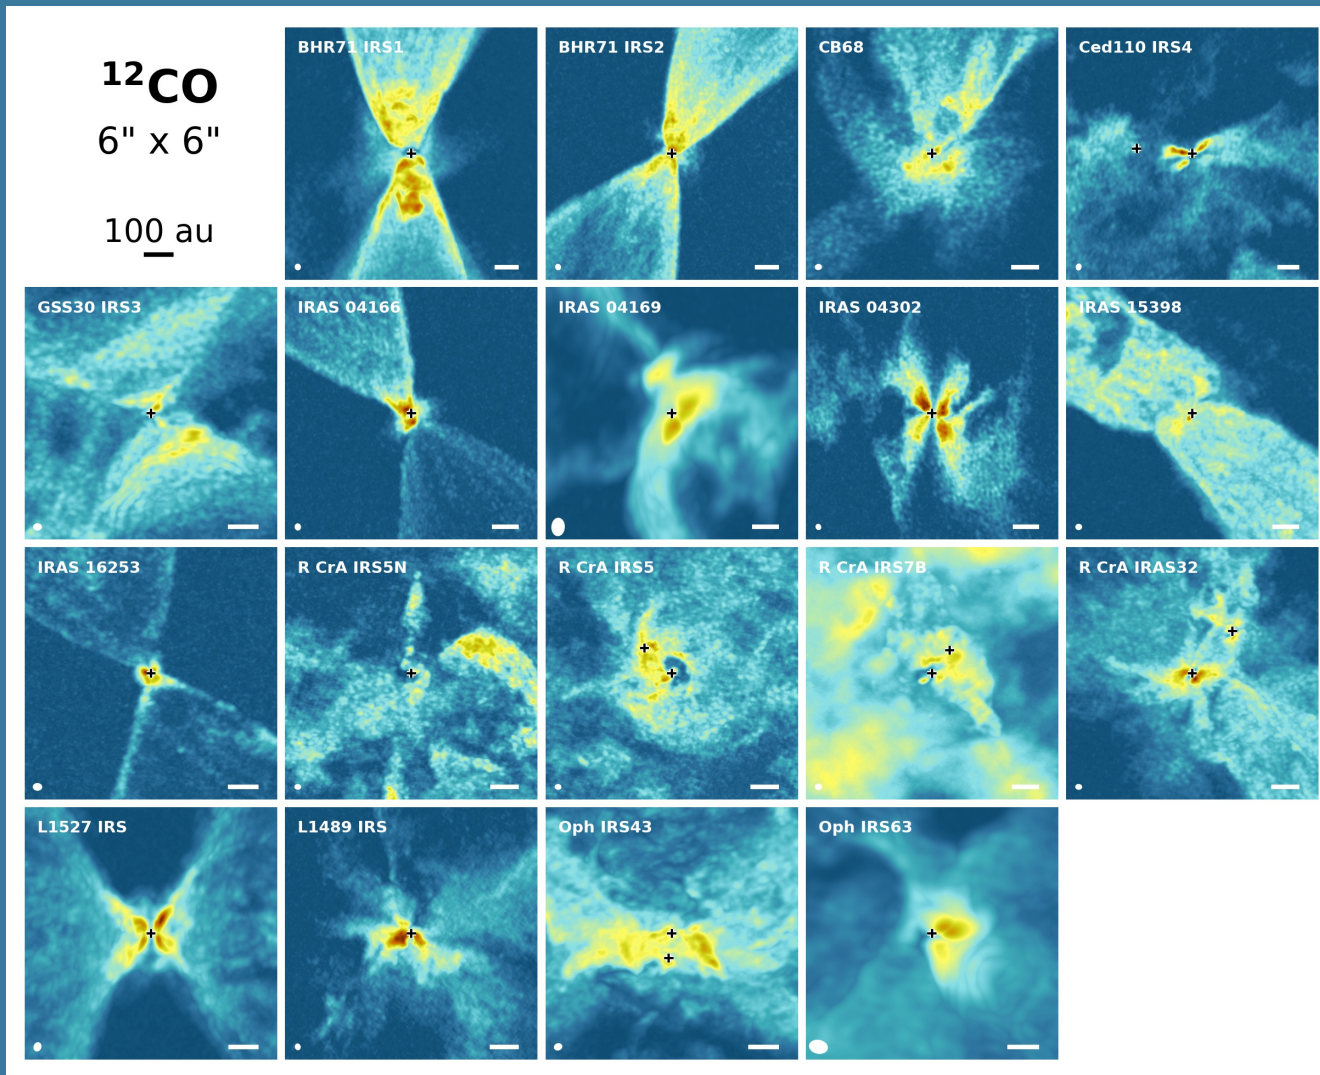 ¹²CO
6" x 6"
100 au
BHR71 IRS1
BHR71 IRS2
CB68
Ced110 IRS4
GSS30 IRS3
IRAS 04166
IRAS 04169
IRAS 04302
IRAS 15398
IRAS 16253
R CrA IRS5N
R CrA IRS5
R CrA IRS7B
R CrA IRAS32
L1527 IRS
L1489 IRS
Oph IRS43
Oph IRS63